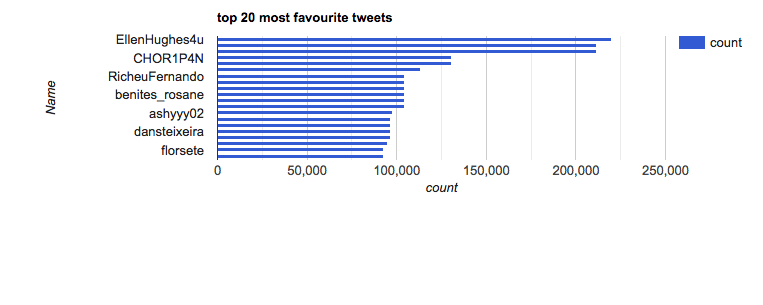 top 20 most favourite tweets
EllenHughes4u
CHOR1P4N
RicheuFernando
benites_rosane
ashyyy02
dansteixeira
florsete
Name
0 50,000 100,000 150,000 200,000 250,000
count
count